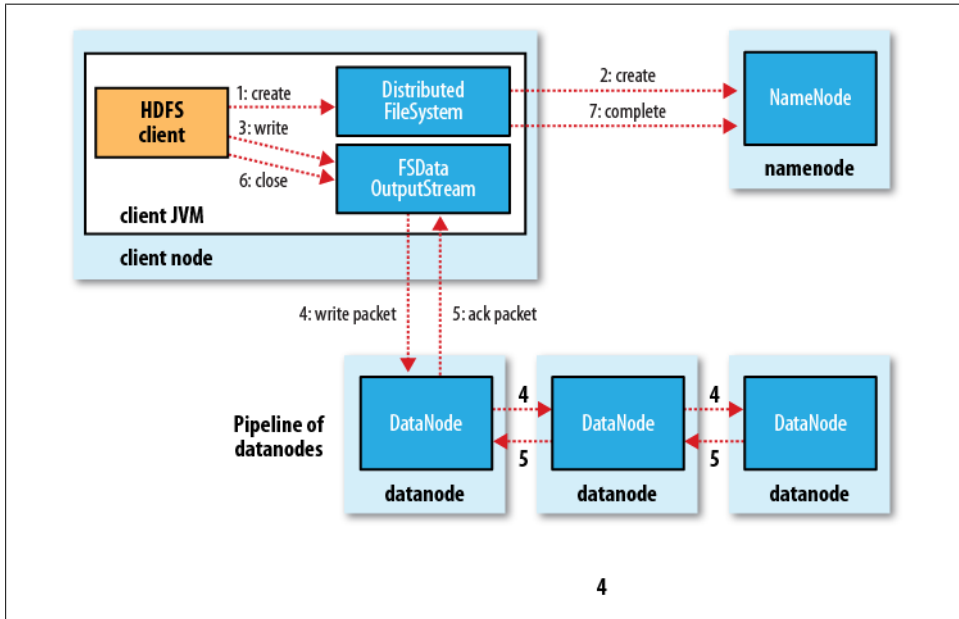 1: create
HDFS
client
3: write
6: close
Distributed
FileSystem
FSData
OutputStream
client JVM
client node
2: create
7: complete
NameNode
namenode
4: write packet
5: ack packet
Pipeline of
datanodes
DataNode
datanode
4
5
DataNode
datanode
4
5
DataNode
datanode
4